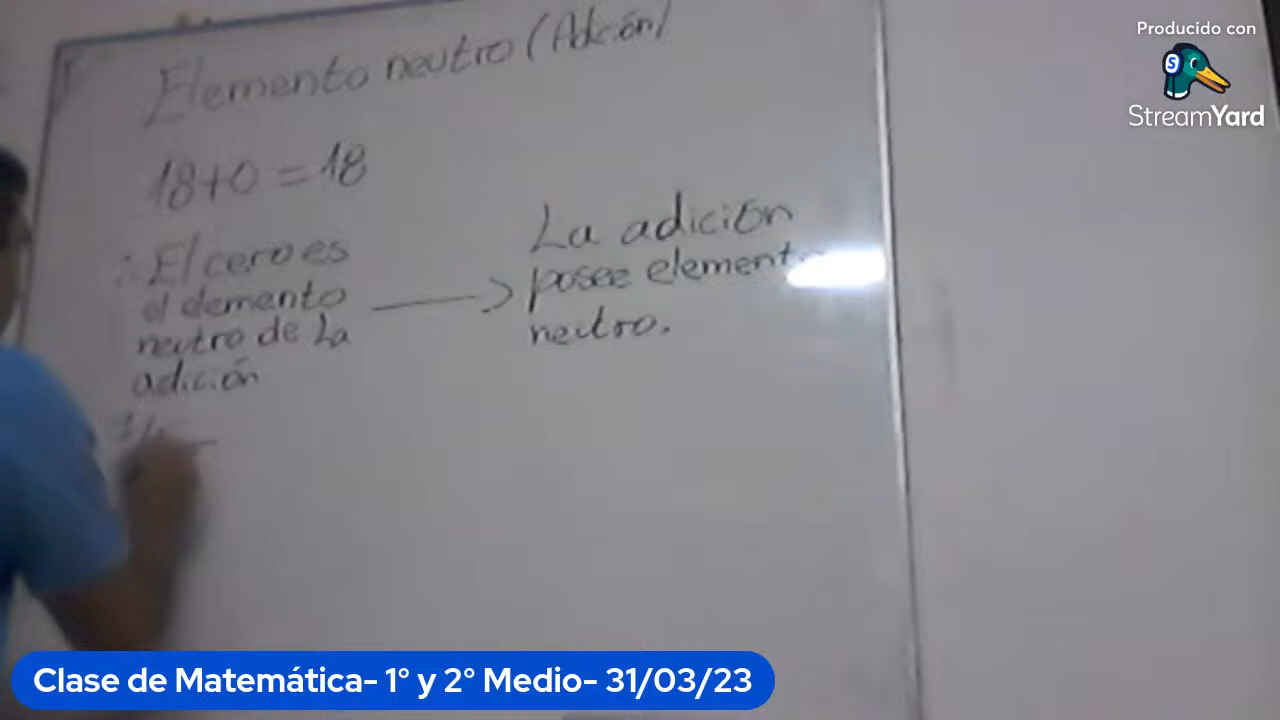 Producido con
StreamYard
Elemento neutro (Adición)
18+0=18
∴ El cero es
el elemento
neutro de La
adición
La adición
posee elemento
neutro.
Clase de Matemática- 1° y 2° Medio- 31/03/23